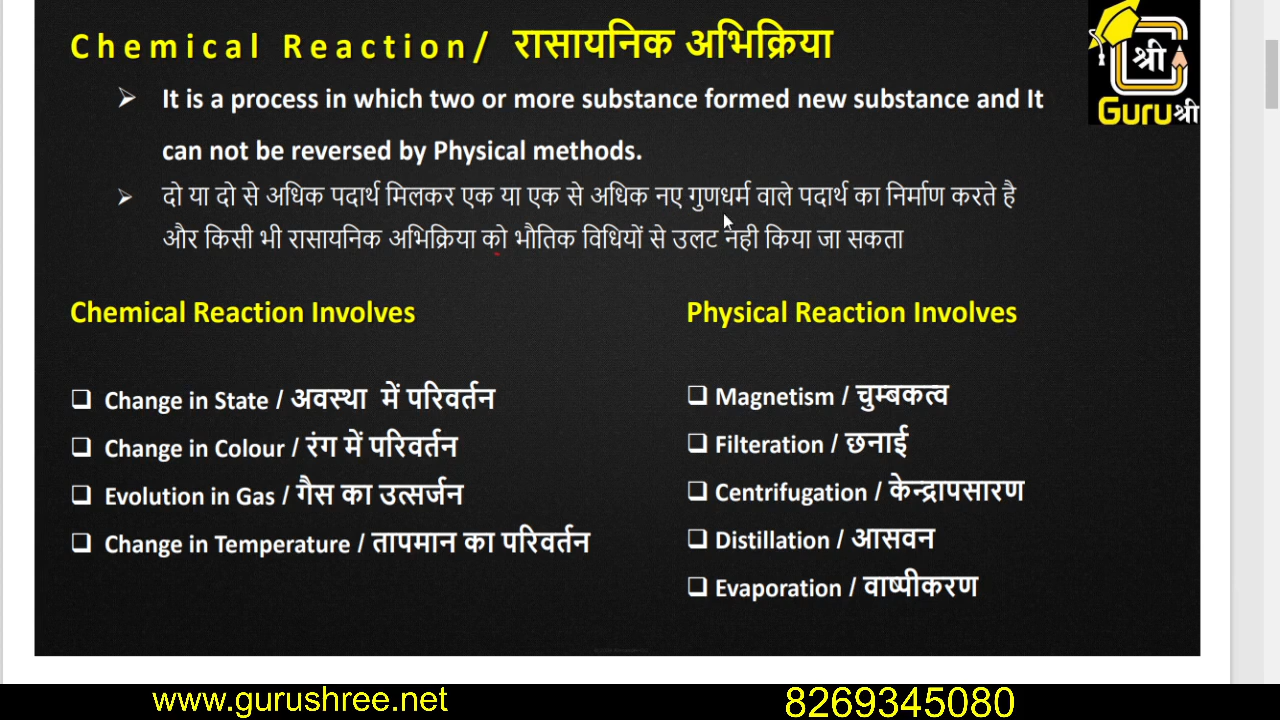 Chemical Reaction/ रासायनिक अभिक्रिया
श्री
Guruश्री
It is a process in which two or more substance formed new substance and It
can not be reversed by Physical methods.
दो या दो से अधिक पदार्थ मिलकर एक या एक से अधिक नए गुणधर्म वाले पदार्थ का निर्माण करते है
और किसी भी रासायनिक अभिक्रिया को भौतिक विधियों से उलट नही किया जा सकता
Chemical Reaction Involves
Change in State / अवस्था में परिवर्तन
Change in Colour / रंग में परिवर्तन
Evolution in Gas / गैस का उत्सर्जन
Change in Temperature / तापमान का परिवर्तन
Physical Reaction Involves
Magnetism / चुम्बकत्व
Filteration / छनाई
Centrifugation / केन्द्रापसारण
Distillation / आसवन
Evaporation / वाष्पीकरण
www.gurushree.net
8269345080